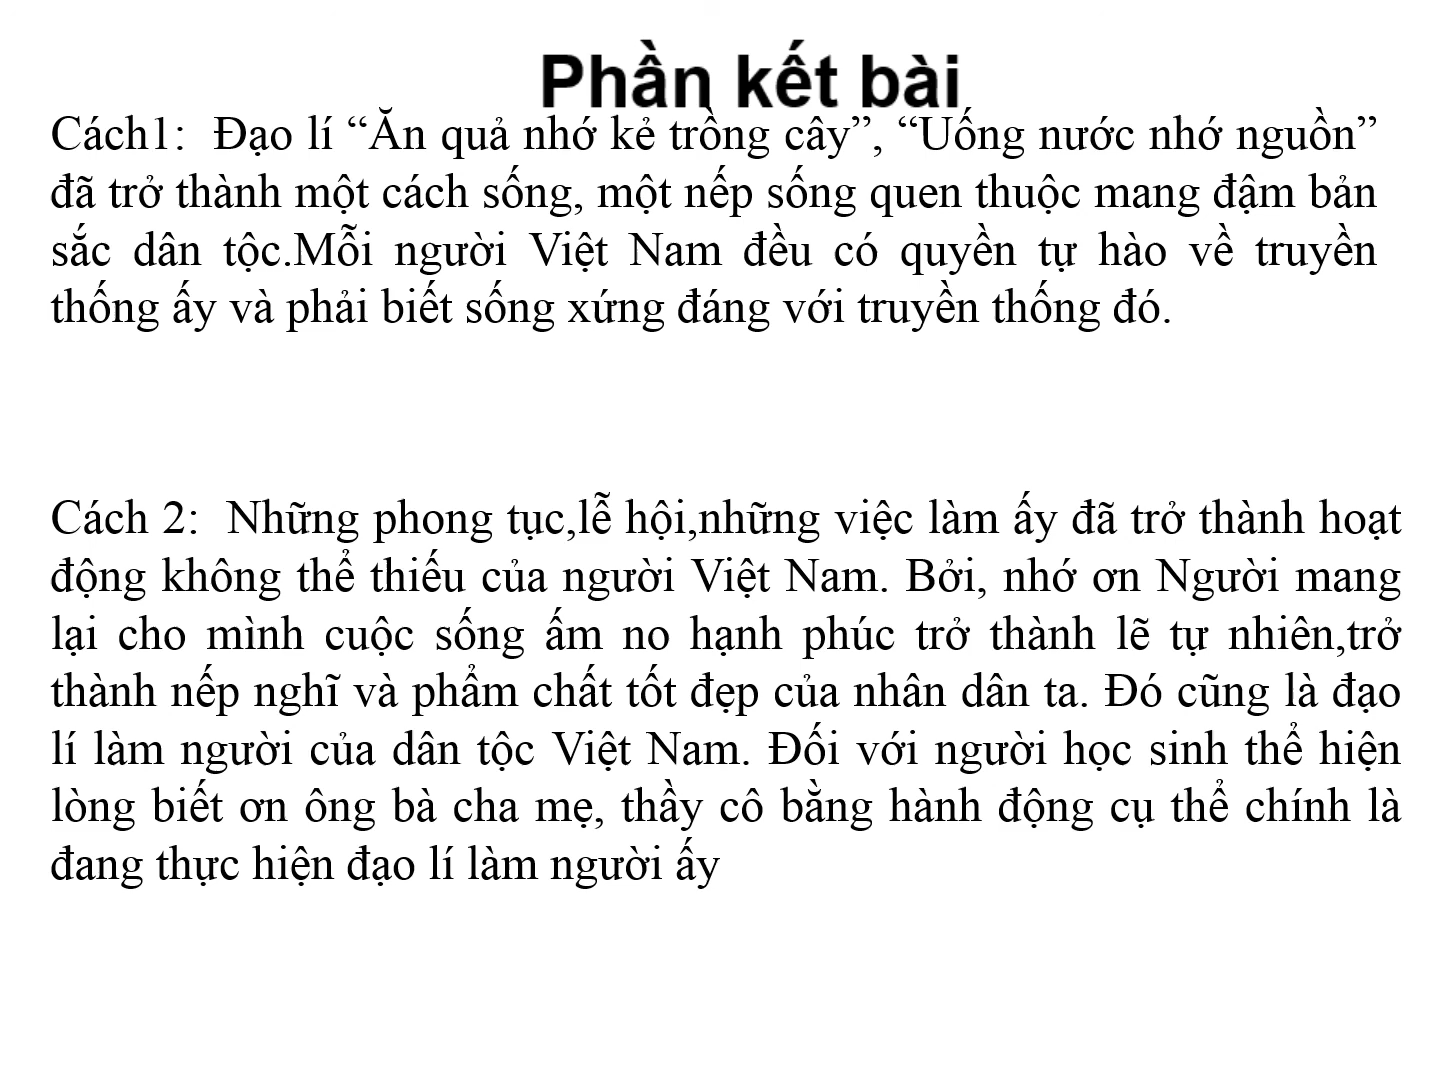 Phần kết bài
Cách1:  Đạo lí “Ăn quả nhớ kẻ trồng cây”, “Uống nước nhớ nguồn”
đã trở thành một cách sống, một nếp sống quen thuộc mang đậm bản
sắc dân tộc.Mỗi người Việt Nam đều có quyền tự hào về truyền
thống ấy và phải biết sống xứng đáng với truyền thống đó.
Cách 2:  Những phong tục,lễ hội,những việc làm ấy đã trở thành hoạt
động không thể thiếu của người Việt Nam. Bởi, nhớ ơn Người mang
lại cho mình cuộc sống ấm no hạnh phúc trở thành lẽ tự nhiên,trở
thành nếp nghĩ và phẩm chất tốt đẹp của nhân dân ta. Đó cũng là đạo
lí làm người của dân tộc Việt Nam. Đối với người học sinh thể hiện
lòng biết ơn ông bà cha mẹ, thầy cô bằng hành động cụ thể chính là
đang thực hiện đạo lí làm người ấy